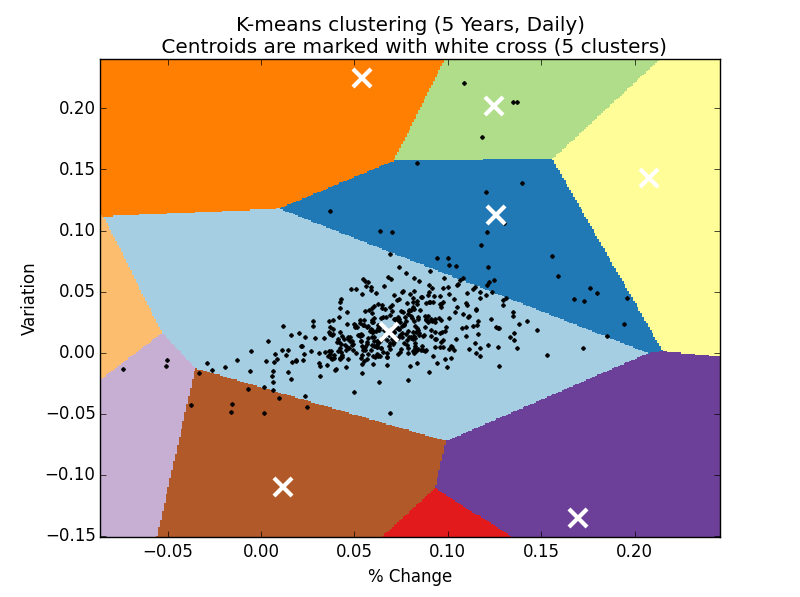 K-means clustering (5 Years, Daily)
Centroids are marked with white cross (5 clusters)
0.20
0.15
0.10
0.05
0.00
−0.05
−0.10
−0.15
Variation
−0.05 0.00 0.05 0.10 0.15 0.20
% Change